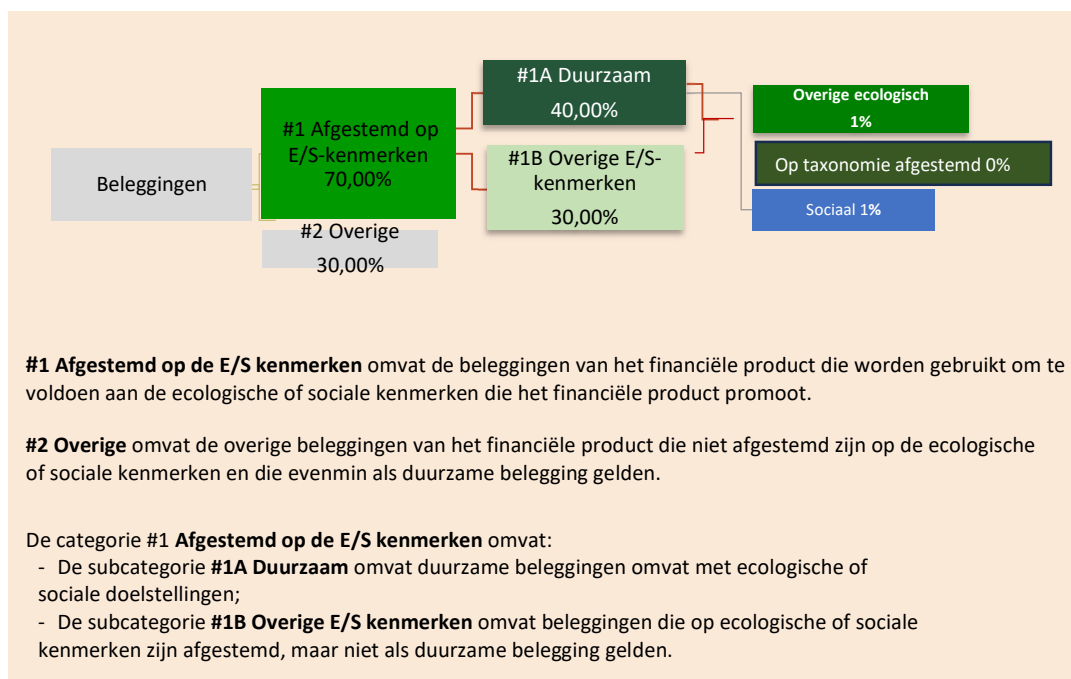 Beleggingen
#1 Afgestemd op
E/S-kenmerken
70,00%
#2 Overige
30,00%
#1A Duurzaam
40,00%
#1B Overige E/S-
kenmerken
30,00%
Overige ecologisch
1%
Op taxonomie afgestemd 0%
Sociaal 1%
#1 Afgestemd op de E/S kenmerken omvat de beleggingen van het financiële product die worden gebruikt om te
voldoen aan de ecologische of sociale kenmerken die het financiële product promoot.
#2 Overige omvat de overige beleggingen van het financiële product die niet afgestemd zijn op de ecologische
of sociale kenmerken en die evenmin als duurzame belegging gelden.
De categorie #1 Afgestemd op de E/S kenmerken omvat:
- De subcategorie #1A Duurzaam omvat duurzame beleggingen omvat met ecologische of
sociale doelstellingen;
- De subcategorie #1B Overige E/S kenmerken omvat beleggingen die op ecologische of sociale
kenmerken zijn afgestemd, maar niet als duurzame belegging gelden.